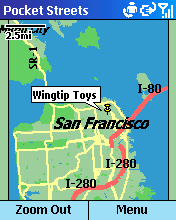 Pocket Streets
2.5mi
SR 1
I-80
Wingtip Toys
San Francisco
I-280
I-280
Zoom Out
Menu